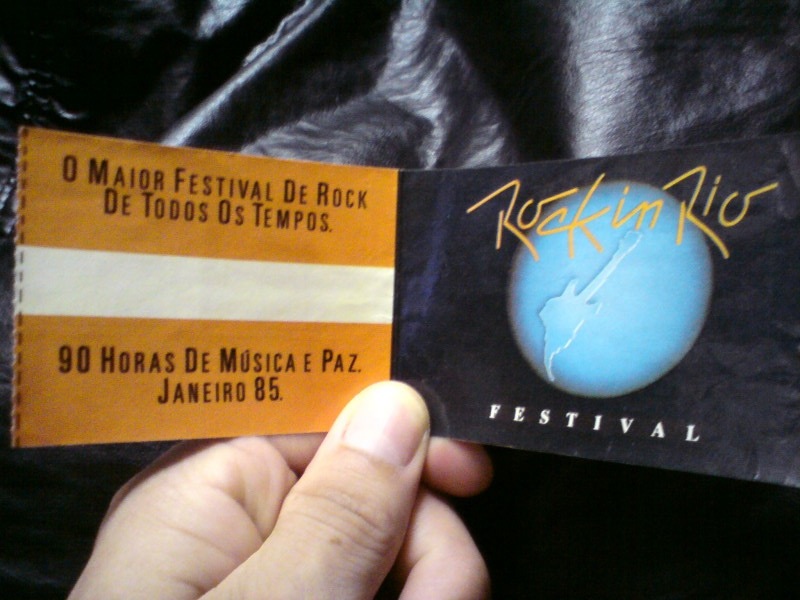 O MAIOR FESTIVAL DE ROCK
DE TODOS OS TEMPOS.
90 HORAS DE MÚSICA E PAZ.
JANEIRO 85.
Rock in Rio
FESTIVAL